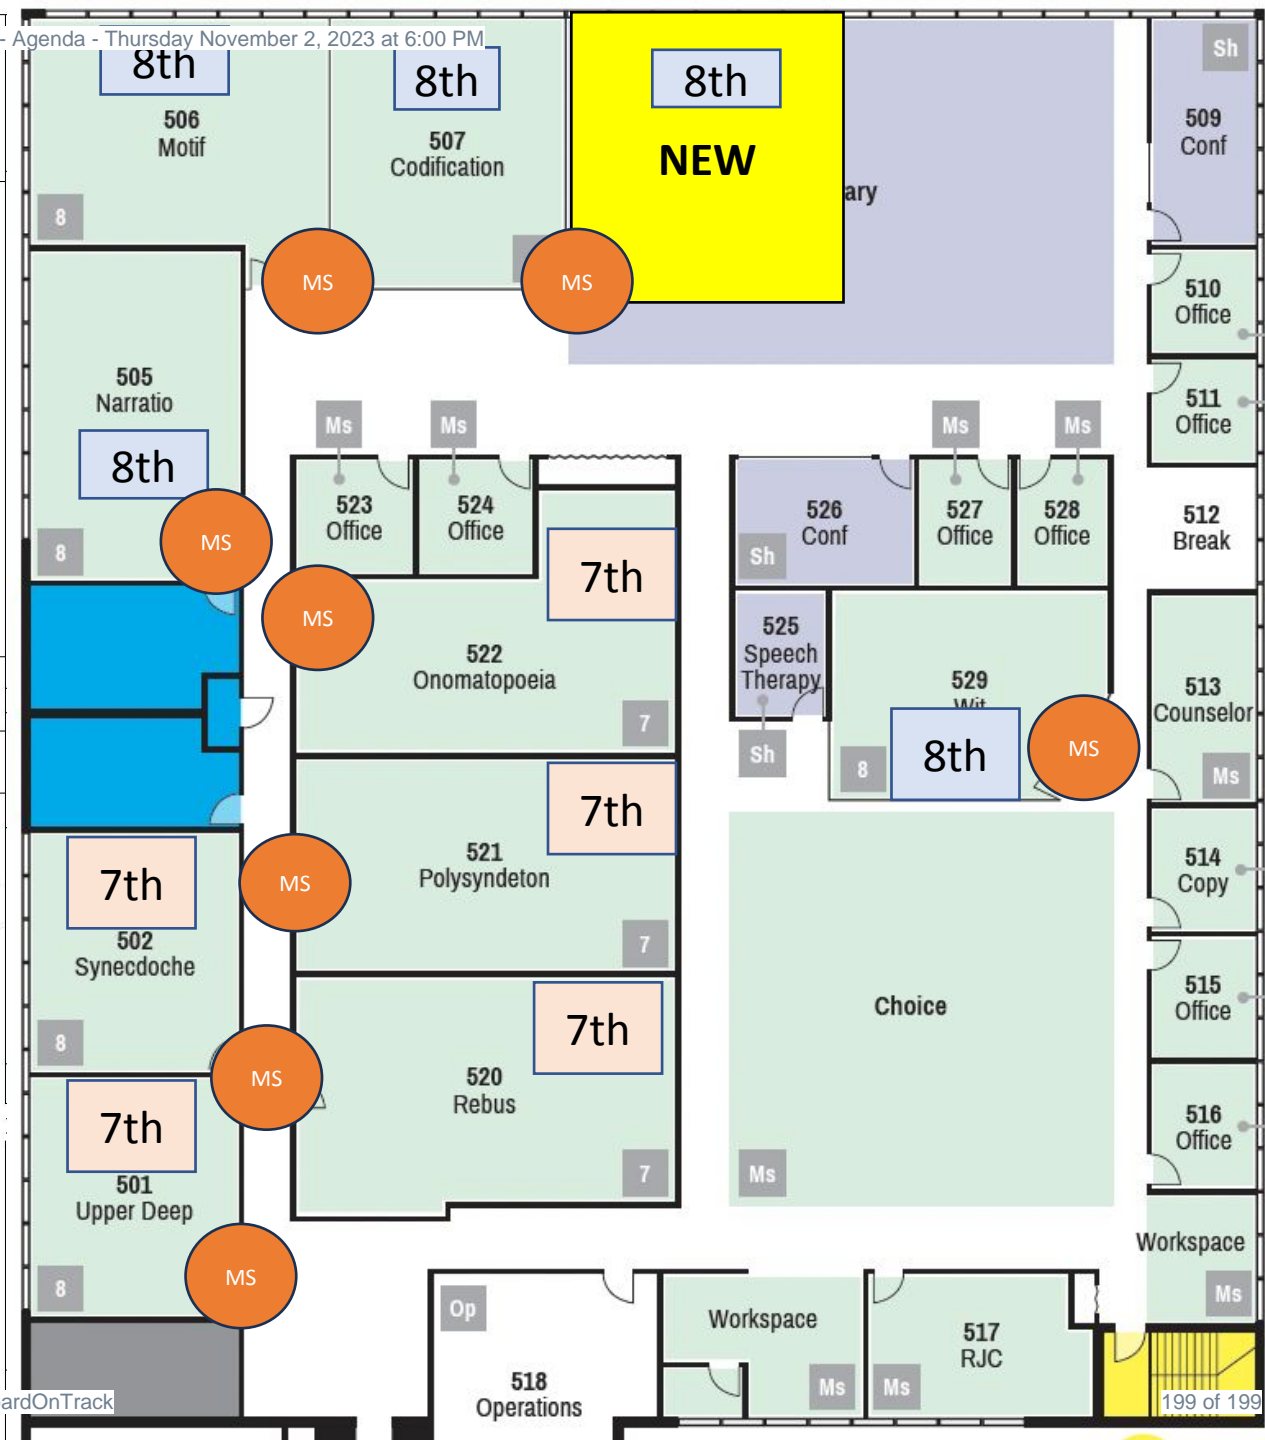 - Agenda - Thursday November 2, 2023 at 6:00 PM
8th
506
Motif
8
8th
507
Codification
8th
NEW
ary
Sh
509
Conf
MS
MS
510
Office
511
Office
505
Narratio
8th
8
MS
Ms
Ms
523
Office
524
Office
Ms
Ms
526
Conf
Sh
527
Office
528
Office
512
Break
MS
7th
522
Onomatopoeia
7
525
Speech
Therapy
Sh
529
Wit
8th
8
MS
513
Counselor
Ms
7th
521
Polysyndeton
7
514
Copy
7th
502
Synecdoche
8
MS
MS
515
Office
Choice
Ms
7th
520
Rebus
7
516
Office
7th
501
Upper Deep
8
MS
Workspace
Ms
Op
518
Operations
Workspace
Ms
517
RJC
Ms
ardOnTrack
199 of 199